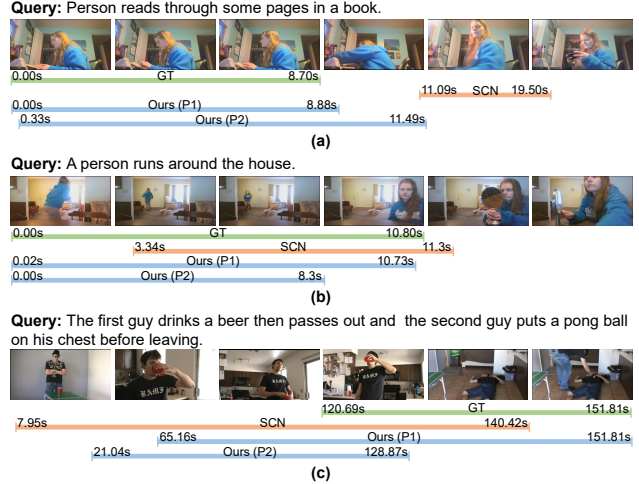 Query: Person reads through some pages in a book.
0.00s GT 8.70s
11.09s SCN 19.50s
0.00s Ours (P1) 8.88s
0.33s Ours (P2) 11.49s
(a)
Query: A person runs around the house.
0.00s GT 10.80s
3.34s SCN 11.3s
0.02s Ours (P1) 10.73s
0.00s Ours (P2) 8.3s
(b)
Query: The first guy drinks a beer then passes out and the second guy puts a pong ball
on his chest before leaving.
BAMF
BAMF
BAMF
120.69s GT 151.81s
7.95s SCN 140.42s
65.16s Ours (P1) 151.81s
21.04s Ours (P2) 128.87s
(c)